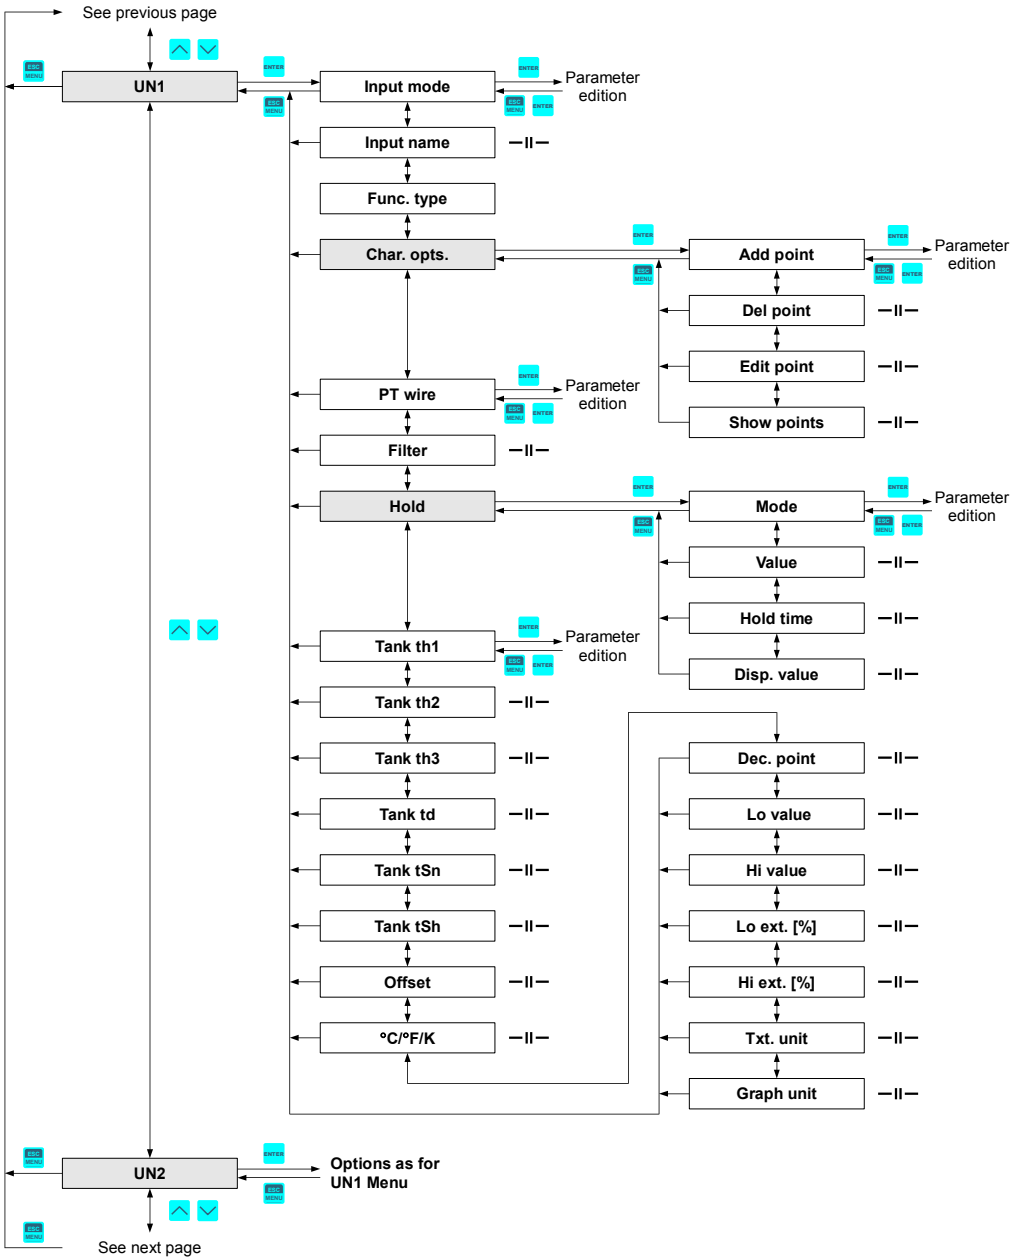 See previous page
ESC
MENU
UN1
ENTER
ESC
MENU
Input mode
ENTER
ESC
MENU
ENTER
Parameter
edition
Input name
—II—
Func. type
Char. opts.
ENTER
ESC
MENU
Add point
ENTER
ESC
MENU
ENTER
Parameter
edition
Del point
—II—
Edit point
—II—
Show points
—II—
PT wire
ENTER
ESC
MENU
ENTER
Parameter
edition
Filter
—II—
Hold
ENTER
ESC
MENU
Mode
ENTER
ESC
MENU
ENTER
Parameter
edition
Value
—II—
Hold time
—II—
Disp. value
—II—
Tank th1
ENTER
ESC
MENU
ENTER
Parameter
edition
Tank th2
—II—
Tank th3
—II—
Tank td
—II—
Tank tSn
—II—
Tank tSh
—II—
Offset
—II—
°C/°F/K
—II—
Dec. point
—II—
Lo value
—II—
Hi value
—II—
Lo ext. [%]
—II—
Hi ext. [%]
—II—
Txt. unit
—II—
Graph unit
—II—
ESC
MENU
UN2
ENTER
ESC
MENU
Options as for
UN1 Menu
ESC
MENU
See next page